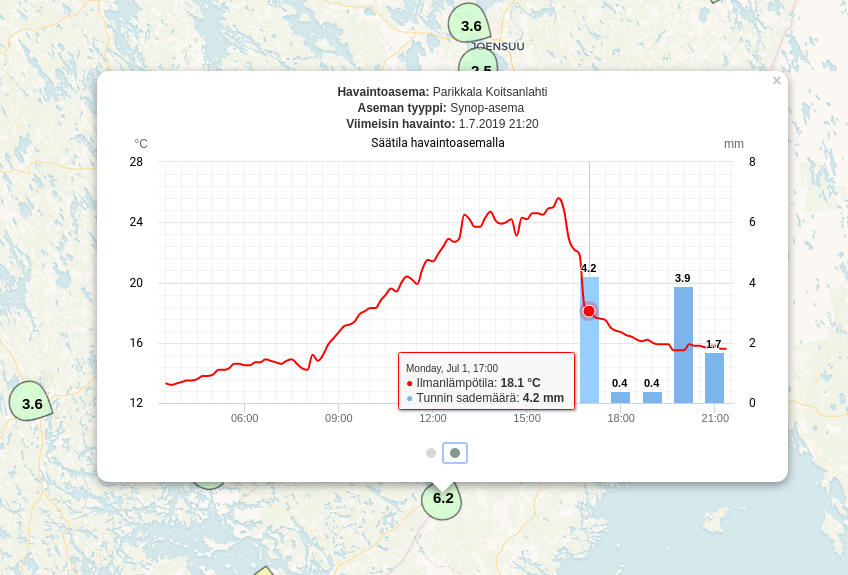 3.6
JOENSUU
2.5
×
Havaintoasema: Parikkala Koitsanlahti
Aseman tyyppi: Synop-asema
Viimeisin havainto: 1.7.2019 21:20
°C
Säätila havaintoasemalla
mm
28
8
24
6
4.2
3.9
20
4
16
2
1.7
Monday, Jul 1, 17:00
● Ilmanlämpötila: 18.1 °C
● Tunnin sademäärä: 4.2 mm
0.4
0.4
12
0
06:00
09:00
12:00
15:00
18:00
21:00
3.6
6.2